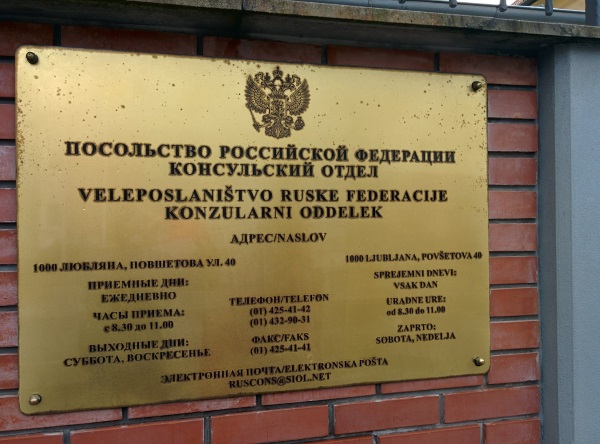 ПОСОЛЬСТВО РОССИЙСКОЙ ФЕДЕРАЦИИ
КОНСУЛЬСКИЙ ОТДЕЛ
VELEPOSLANIŠTVO RUSKE FEDERACIJE
KONZULARNI ODDELEK
АДРЕС/NASLOV
1000 ЛЮБЛЯНА, ПОВШЕТОВА УЛ. 40
ПРИЕМНЫЕ ДНИ:
ЕЖЕДНЕВНО
ЧАСЫ ПРИЕМА:
с 8.30 до 11.00
ВЫХОДНЫЕ ДНИ:
СУББОТА, ВОСКРЕСЕНЬЕ
ТЕЛЕФОН/TELEFON
(01) 425-41-42
(01) 432-90-31
ФАКС/FAKS
(01) 425-41-41
1000 LJUBLJANA, POVŠETOVA 40
SPREJEMNI DNEVI:
VSAK DAN
URADNE URE:
od 8.30 do 11.00
ZAPRTO:
SOBOTA, NEDELJA
ЭЛЕКТРОННАЯ ПОЧТА/ELEKTRONSKA POŠTA
RUSCONS@SIOL.NET